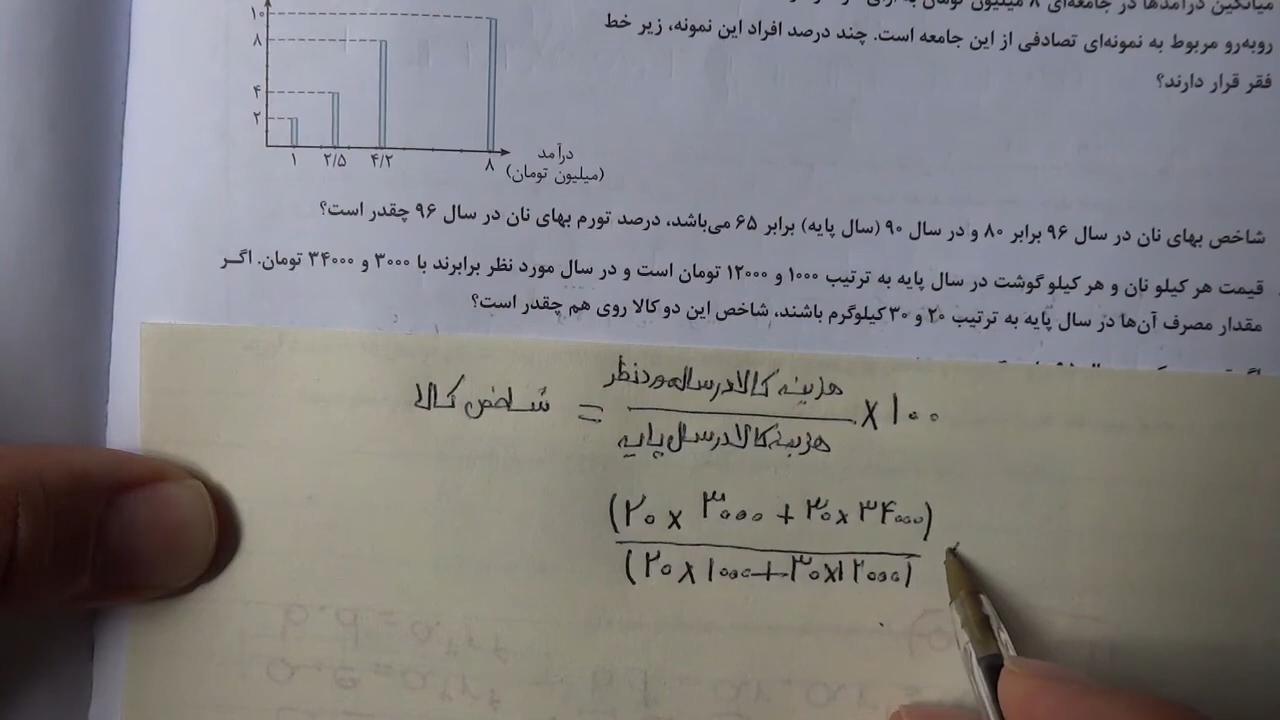 میانگین درآمدها در جامعه‌ای ۸ میلیون تومان به ازای
روبه‌رو مربوط به نمونه‌ای تصادفی از این جامعه است. چند درصد افراد این نمونه، زیر خط
فقر قرار دارند؟
۱۰
۸
۴
۲
۱ ۲/۵ ۴/۲ ۸
درآمد
(میلیون تومان)
شاخص بهای نان در سال ۹۶ برابر ۸۰ و در سال ۹۰ (سال پایه) برابر ۶۵ می‌باشد، درصد تورم بهای نان در سال ۹۶ چقدر است؟
قیمت هر کیلو نان و هر کیلو گوشت در سال پایه به ترتیب ۱۰۰۰ و ۱۲۰۰۰ تومان است و در سال مورد نظر برابرند با ۳۰۰۰ و ۳۴۰۰۰ تومان. اگر
مقدار مصرف آن‌ها در سال پایه به ترتیب ۲۰ و ۳۰ کیلوگرم باشند، شاخص این دو کالا روی هم چقدر است؟
هزینه کالا در سال مورد نظر
شاخص کالا = × ۱۰۰
هزینه کالا در سال پایه
(۲۰ × ۳۰۰۰ + ۳۰ × ۳۴۰۰۰)
(۲۰ × ۱۰۰۰ + ۳۰ × ۱۲۰۰۰)